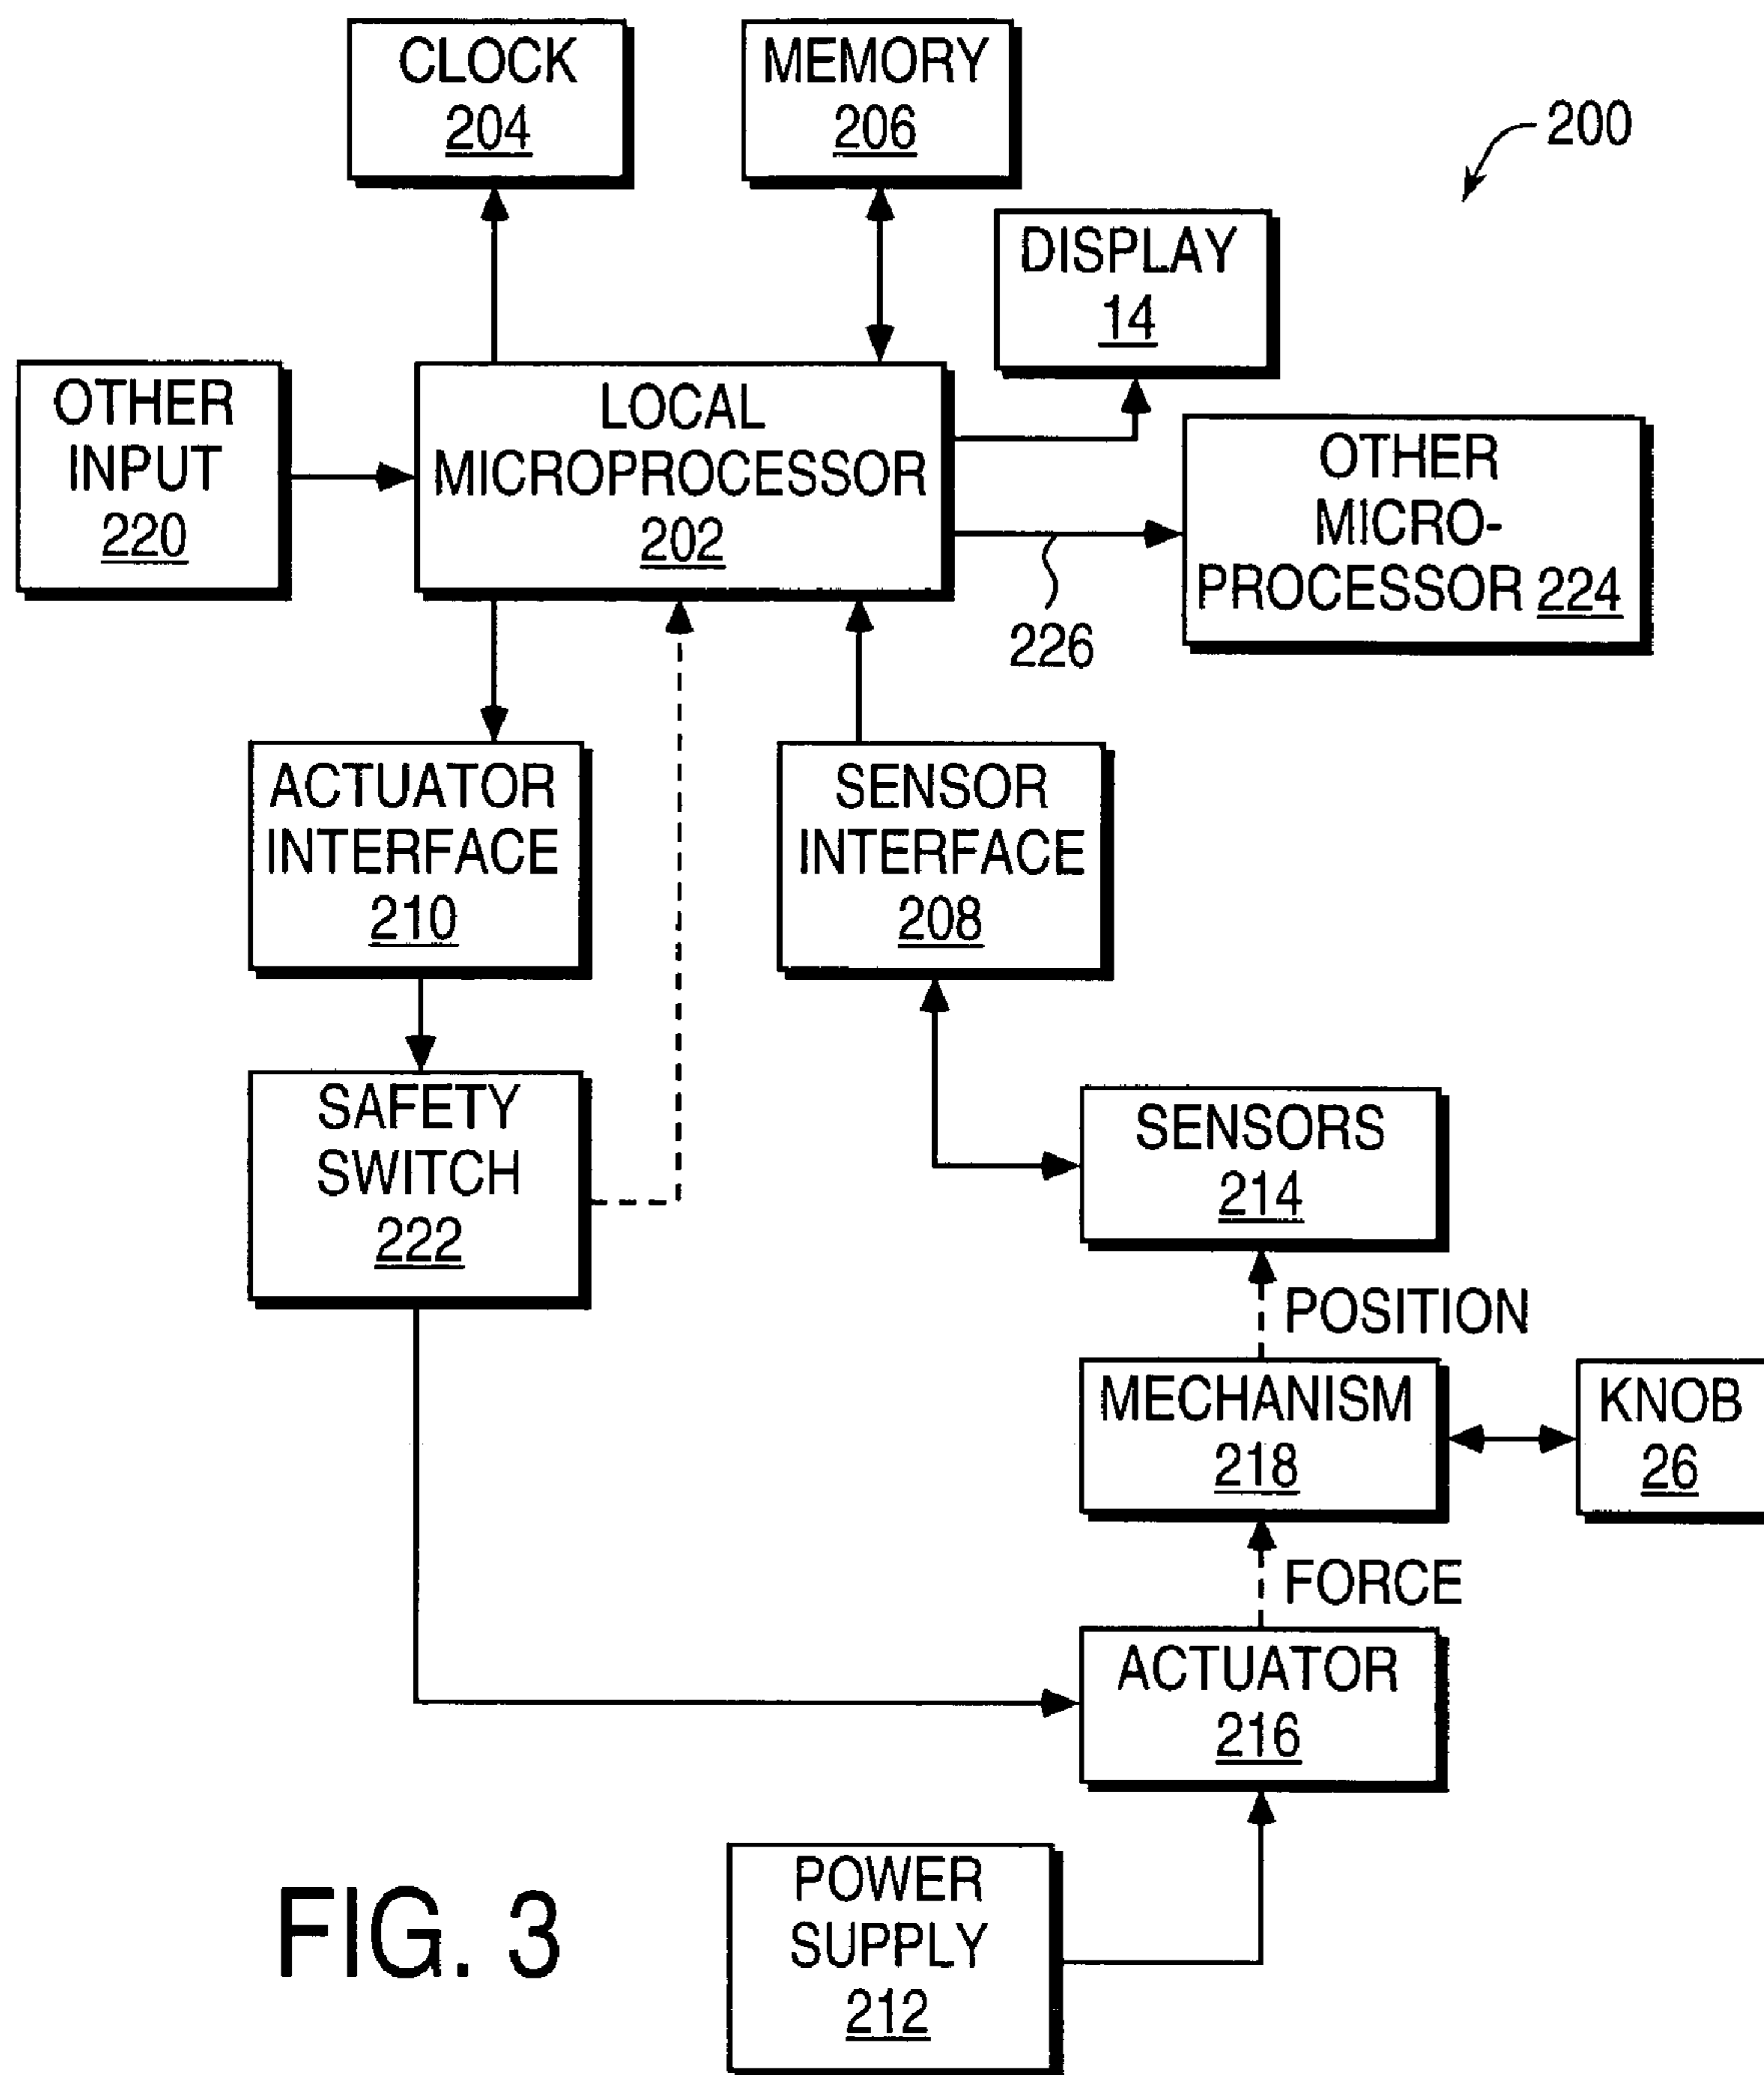 CLOCK
204
MEMORY
206
200
DISPLAY
14
OTHER
INPUT
220
LOCAL
MICROPROCESSOR
202
OTHER
MICRO-
PROCESSOR 224
226
ACTUATOR
INTERFACE
210
SENSOR
INTERFACE
208
SAFETY
SWITCH
222
SENSORS
214
POSITION
MECHANISM
218
KNOB
26
FORCE
ACTUATOR
216
POWER
SUPPLY
212
FIG. 3